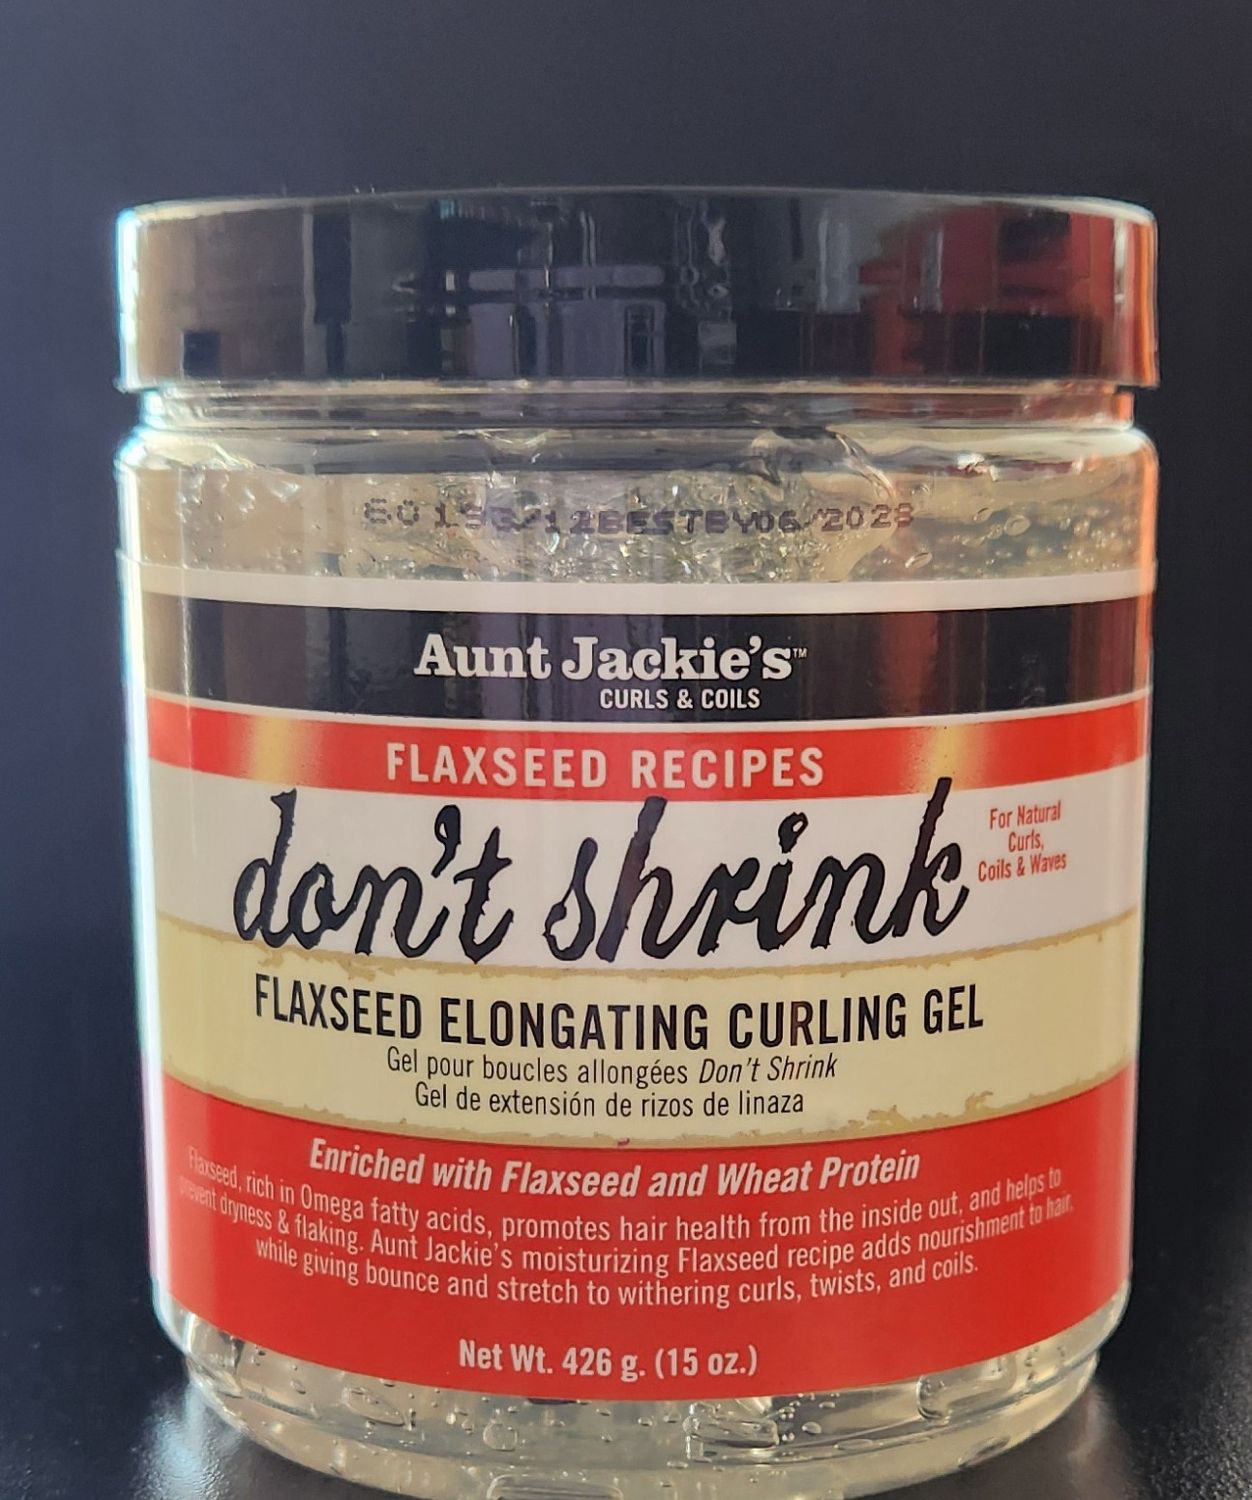 BESTBY06/2028
Aunt Jackie's™
CURLS & COILS
FLAXSEED RECIPES
don't shrink
For Natural
Curls,
Coils & Waves
FLAXSEED ELONGATING CURLING GEL
Gel pour boucles allongées Don't Shrink
Gel de extensión de rizos de linaza
Enriched with Flaxseed and Wheat Protein
Flaxseed, rich in Omega fatty acids, promotes hair health from the inside out, and helps to
prevent dryness & flaking. Aunt Jackie's moisturizing Flaxseed recipe adds nourishment to hair,
while giving bounce and stretch to withering curls, twists, and coils.
Net Wt. 426 g. (15 oz.)